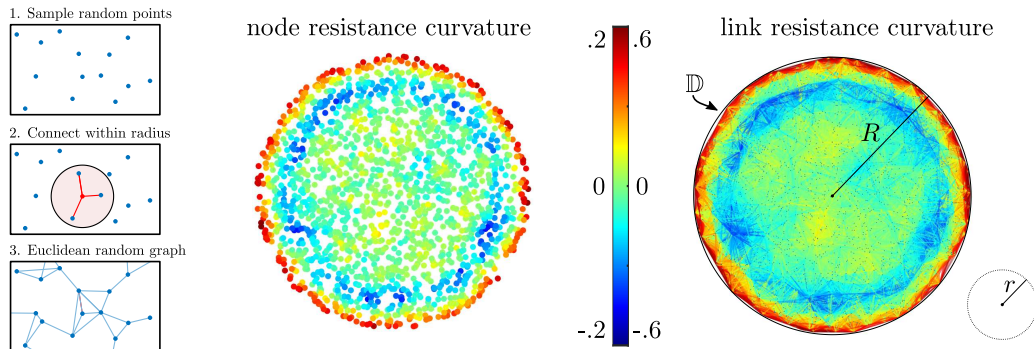 1. Sample random points
2. Connect within radius
3. Euclidean random graph
node resistance curvature
.2 .6
0 0
-.2 -.6
link resistance curvature
𝔻
R
r